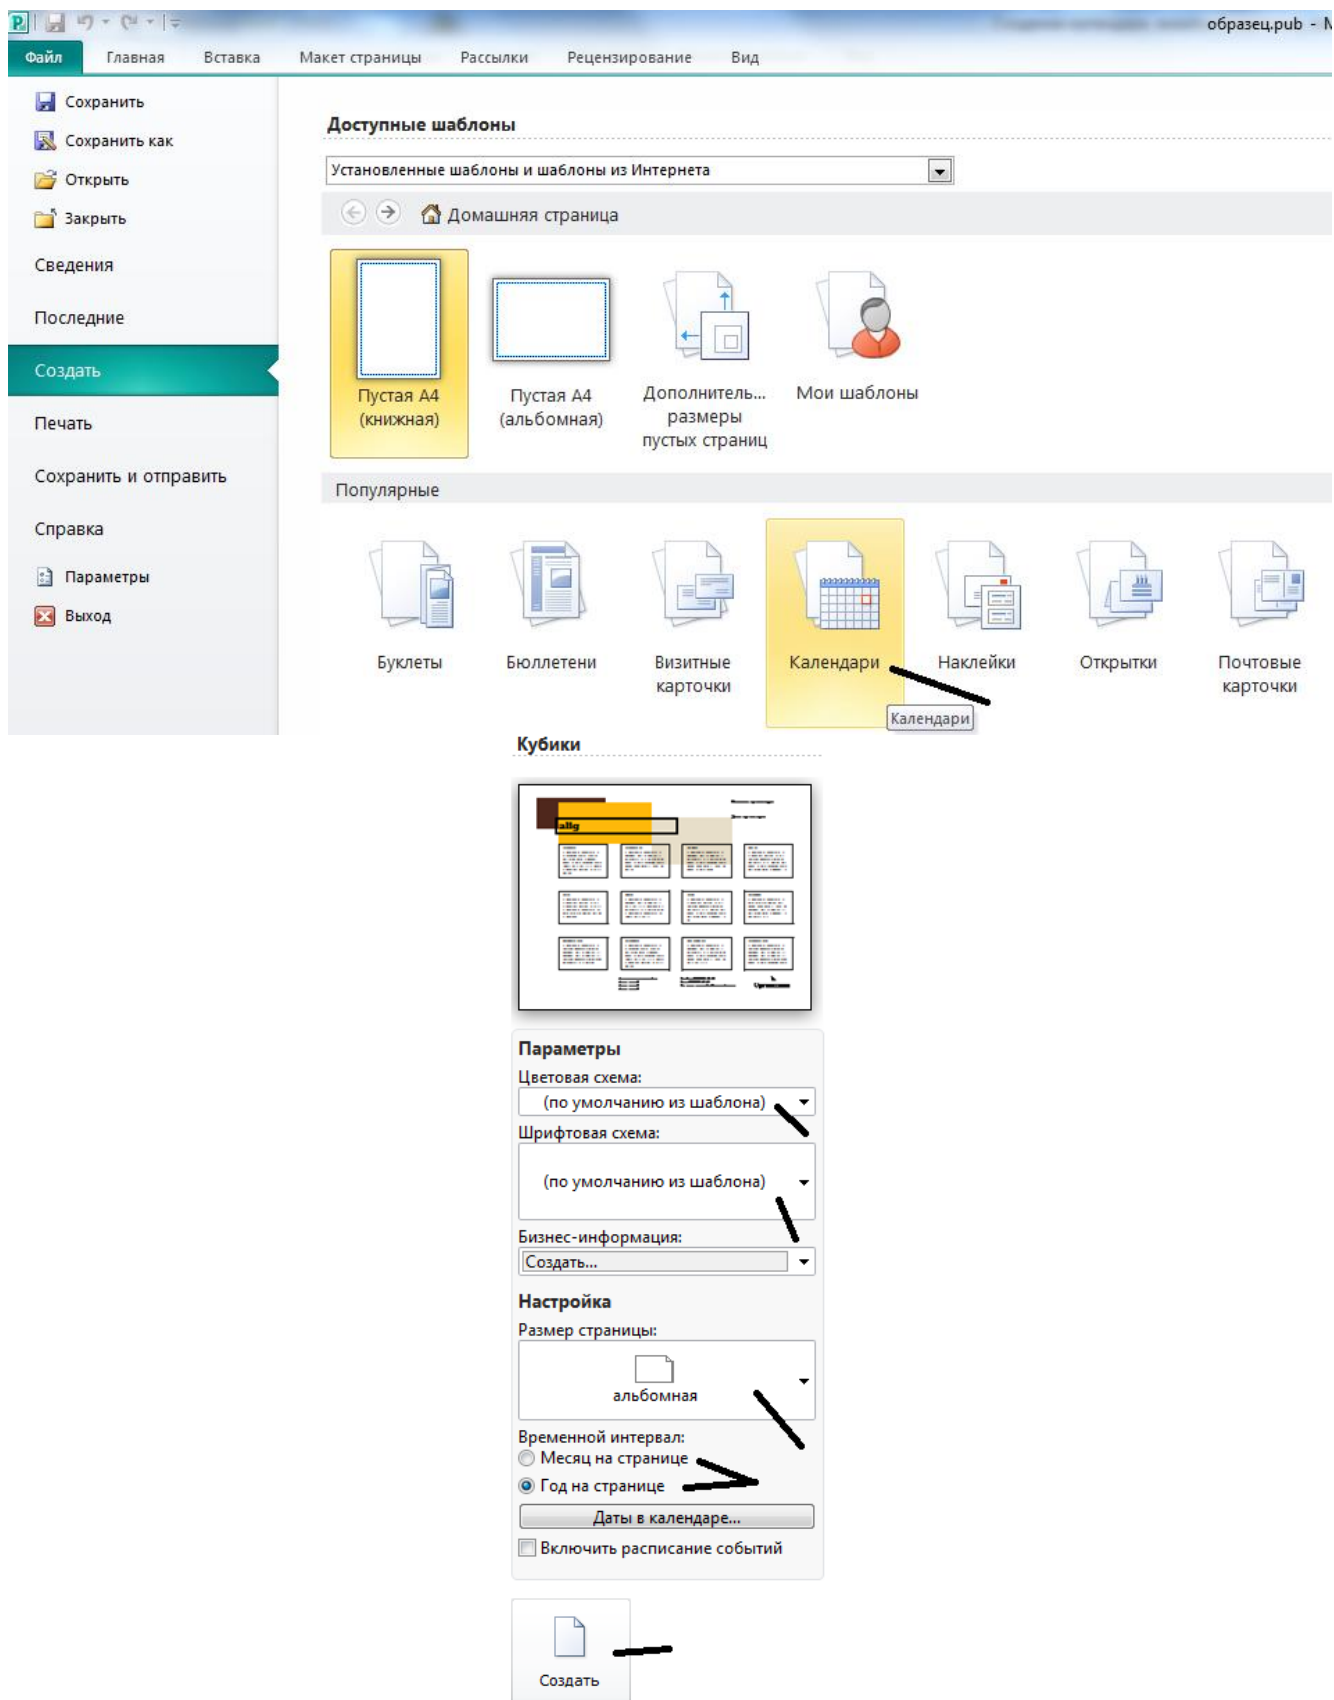 образец.pub - M
Файл Главная Вставка Макет страницы Рассылки Рецензирование Вид
Сохранить
Сохранить как
Открыть
Закрыть
Сведения
Последние
Создать
Печать
Сохранить и отправить
Справка
Параметры
Выход
Доступные шаблоны
Установленные шаблоны и шаблоны из Интернета
Домашняя страница
Пустая A4
(книжная)
Пустая A4
(альбомная)
Дополнитель...
размеры
пустых страниц
Мои шаблоны
Популярные
Буклеты
Бюллетени
Визитные
карточки
Календари
Наклейки
Открытки
Почтовые
карточки
Календари
Кубики
Параметры
Цветовая схема:
(по умолчанию из шаблона)
Шрифтовая схема:
(по умолчанию из шаблона)
Бизнес-информация:
Создать...
Настройка
Размер страницы:
альбомная
Временной интервал:
Месяц на странице
Год на странице
Даты в календаре...
Включить расписание событий
Создать